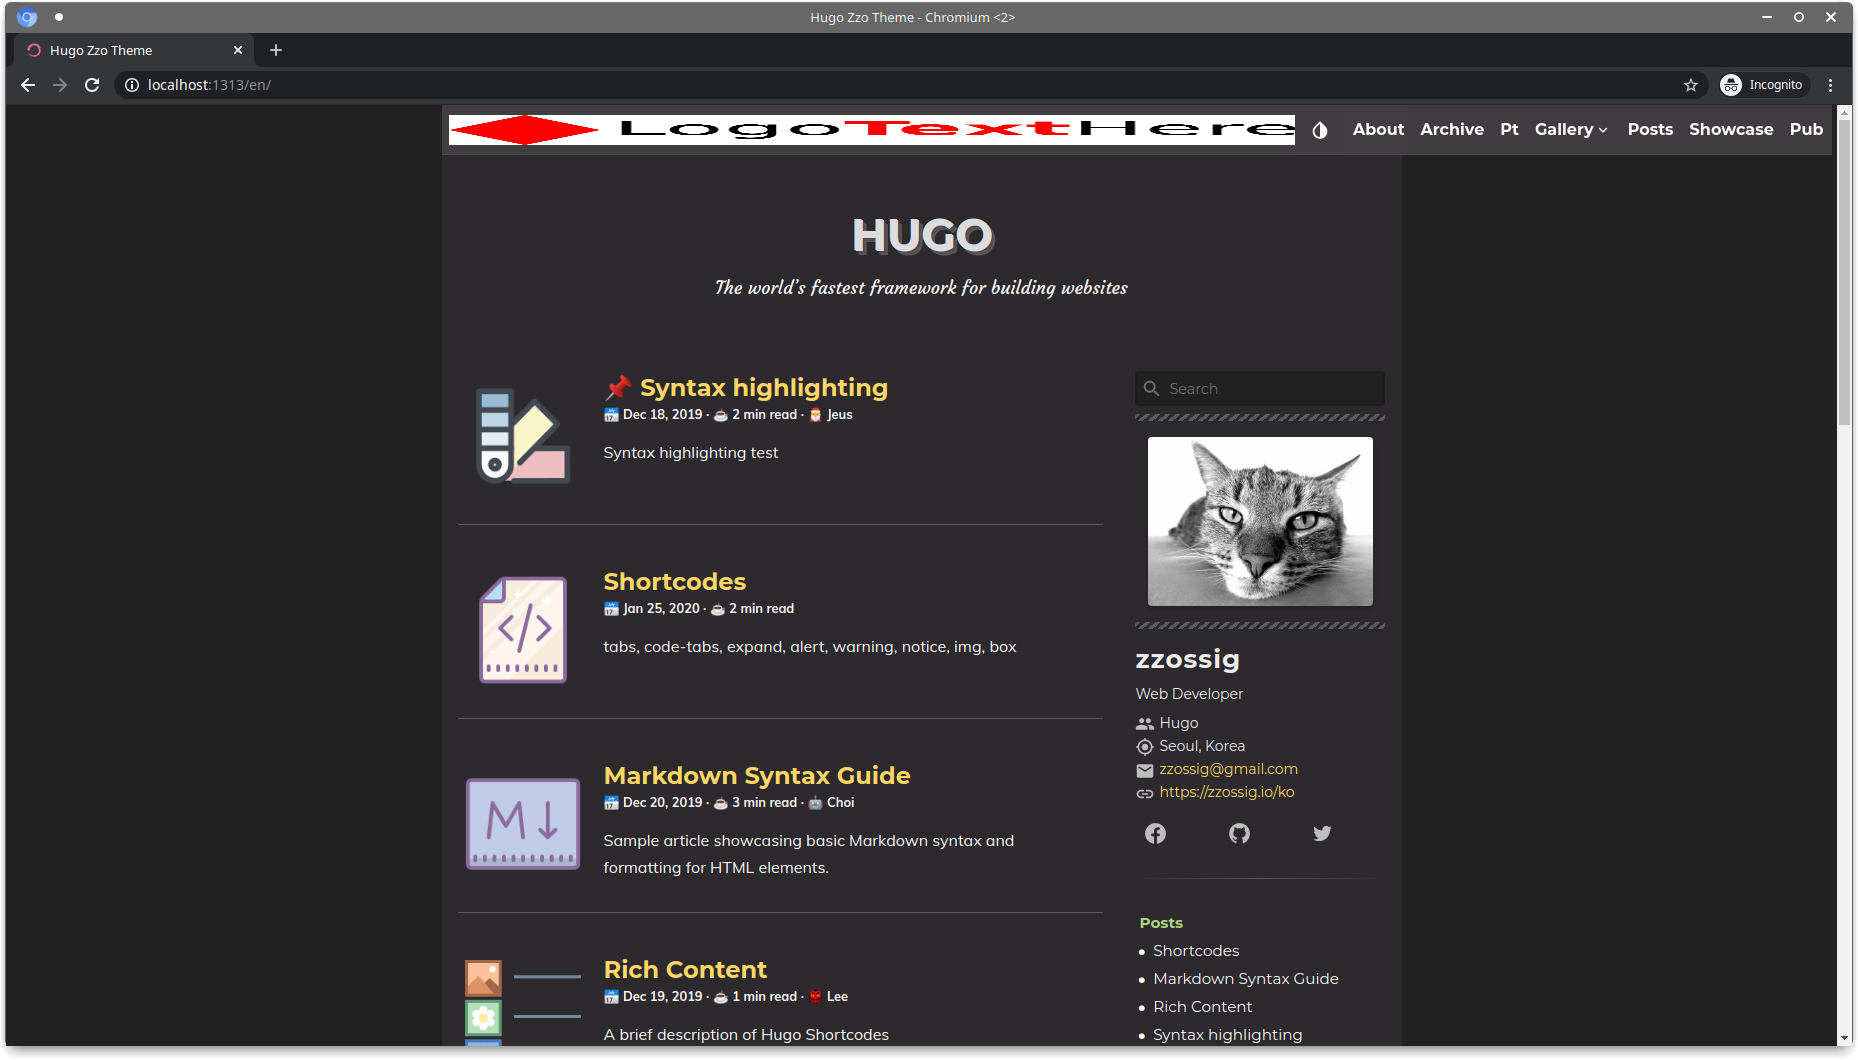 Hugo Zzo Theme - Chromium <2>
Hugo Zzo Theme
localhost:1313/en/
Incognito
LogoTextHere
About Archive Pt Gallery Posts Showcase Pub
HUGO
The world's fastest framework for building websites
Syntax highlighting
Dec 18, 2019 · 2 min read · Jeus
Syntax highlighting test
Shortcodes
Jan 25, 2020 · 2 min read
tabs, code-tabs, expand, alert, warning, notice, img, box
M
Markdown Syntax Guide
Dec 20, 2019 · 3 min read · Choi
Sample article showcasing basic Markdown syntax and
formatting for HTML elements.
Rich Content
Dec 19, 2019 · 1 min read · Lee
A brief description of Hugo Shortcodes
Search
zzossig
Web Developer
Hugo
Seoul, Korea
zzossig@gmail.com
https://zzossig.io/ko
Posts
• Shortcodes
• Markdown Syntax Guide
• Rich Content
• Syntax highlighting